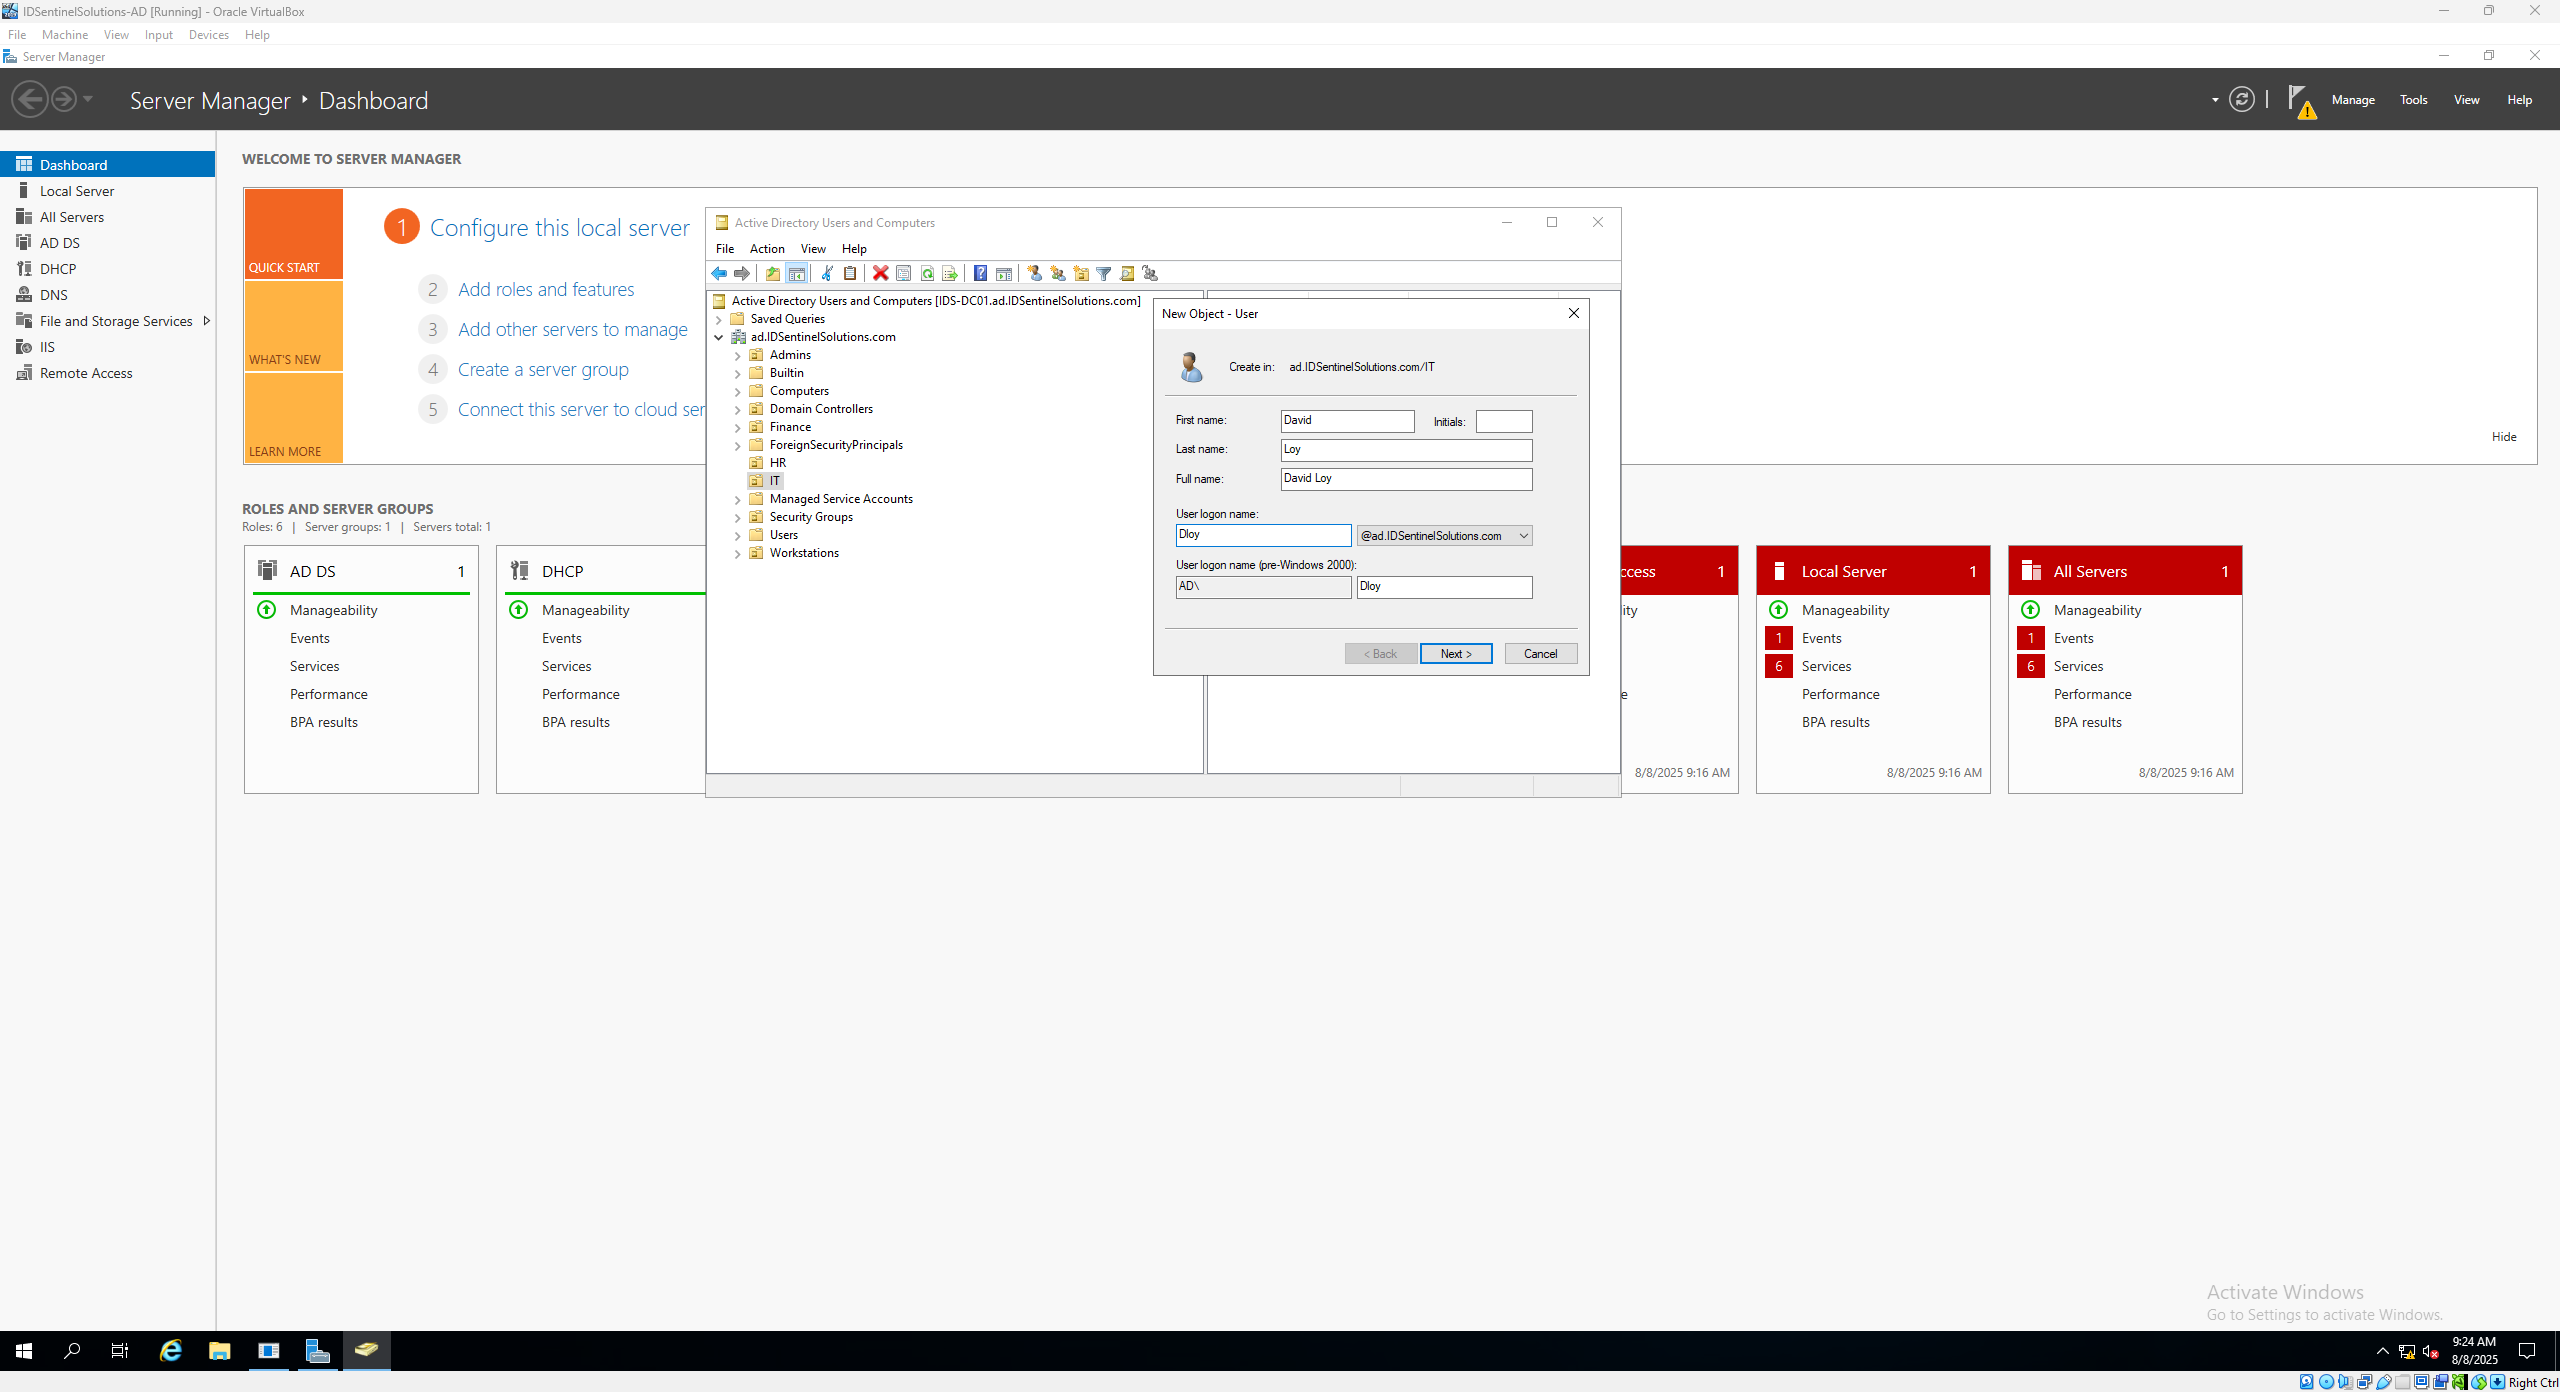 IDSentinelSolutions-AD [Running] - Oracle VirtualBox
File Machine View Input Devices Help
Server Manager
Server Manager ‣ Dashboard
Manage Tools View Help
Dashboard
Local Server
All Servers
AD DS
DHCP
DNS
File and Storage Services
IIS
Remote Access
WELCOME TO SERVER MANAGER
QUICK START
WHAT'S NEW
LEARN MORE
1 Configure this local server
2 Add roles and features
3 Add other servers to manage
4 Create a server group
5 Connect this server to cloud ser
Hide
Active Directory Users and Computers
File Action View Help
Active Directory Users and Computers [IDS-DC01.ad.IDSentinelSolutions.com]
Saved Queries
ad.IDSentinelSolutions.com
Admins
Builtin
Computers
Domain Controllers
Finance
ForeignSecurityPrincipals
HR
IT
Managed Service Accounts
Security Groups
Users
Workstations
New Object - User
Create in: ad.IDSentinelSolutions.com/IT
First name: David Initials:
Last name: Loy
Full name: David Loy
User logon name:
Dloy @ad.IDSentinelSolutions.com
User logon name (pre-Windows 2000):
AD\ Dloy
< Back Next > Cancel
ROLES AND SERVER GROUPS
Roles: 6 | Server groups: 1 | Servers total: 1
AD DS 1
Manageability
Events
Services
Performance
BPA results
DHCP
Manageability
Events
Services
Performance
BPA results
ccess 1
ity
e
8/8/2025 9:16 AM
Local Server 1
Manageability
1 Events
6 Services
Performance
BPA results
8/8/2025 9:16 AM
All Servers 1
Manageability
1 Events
6 Services
Performance
BPA results
8/8/2025 9:16 AM
Activate Windows
Go to Settings to activate Windows.
9:24 AM
8/8/2025
Right Ctrl